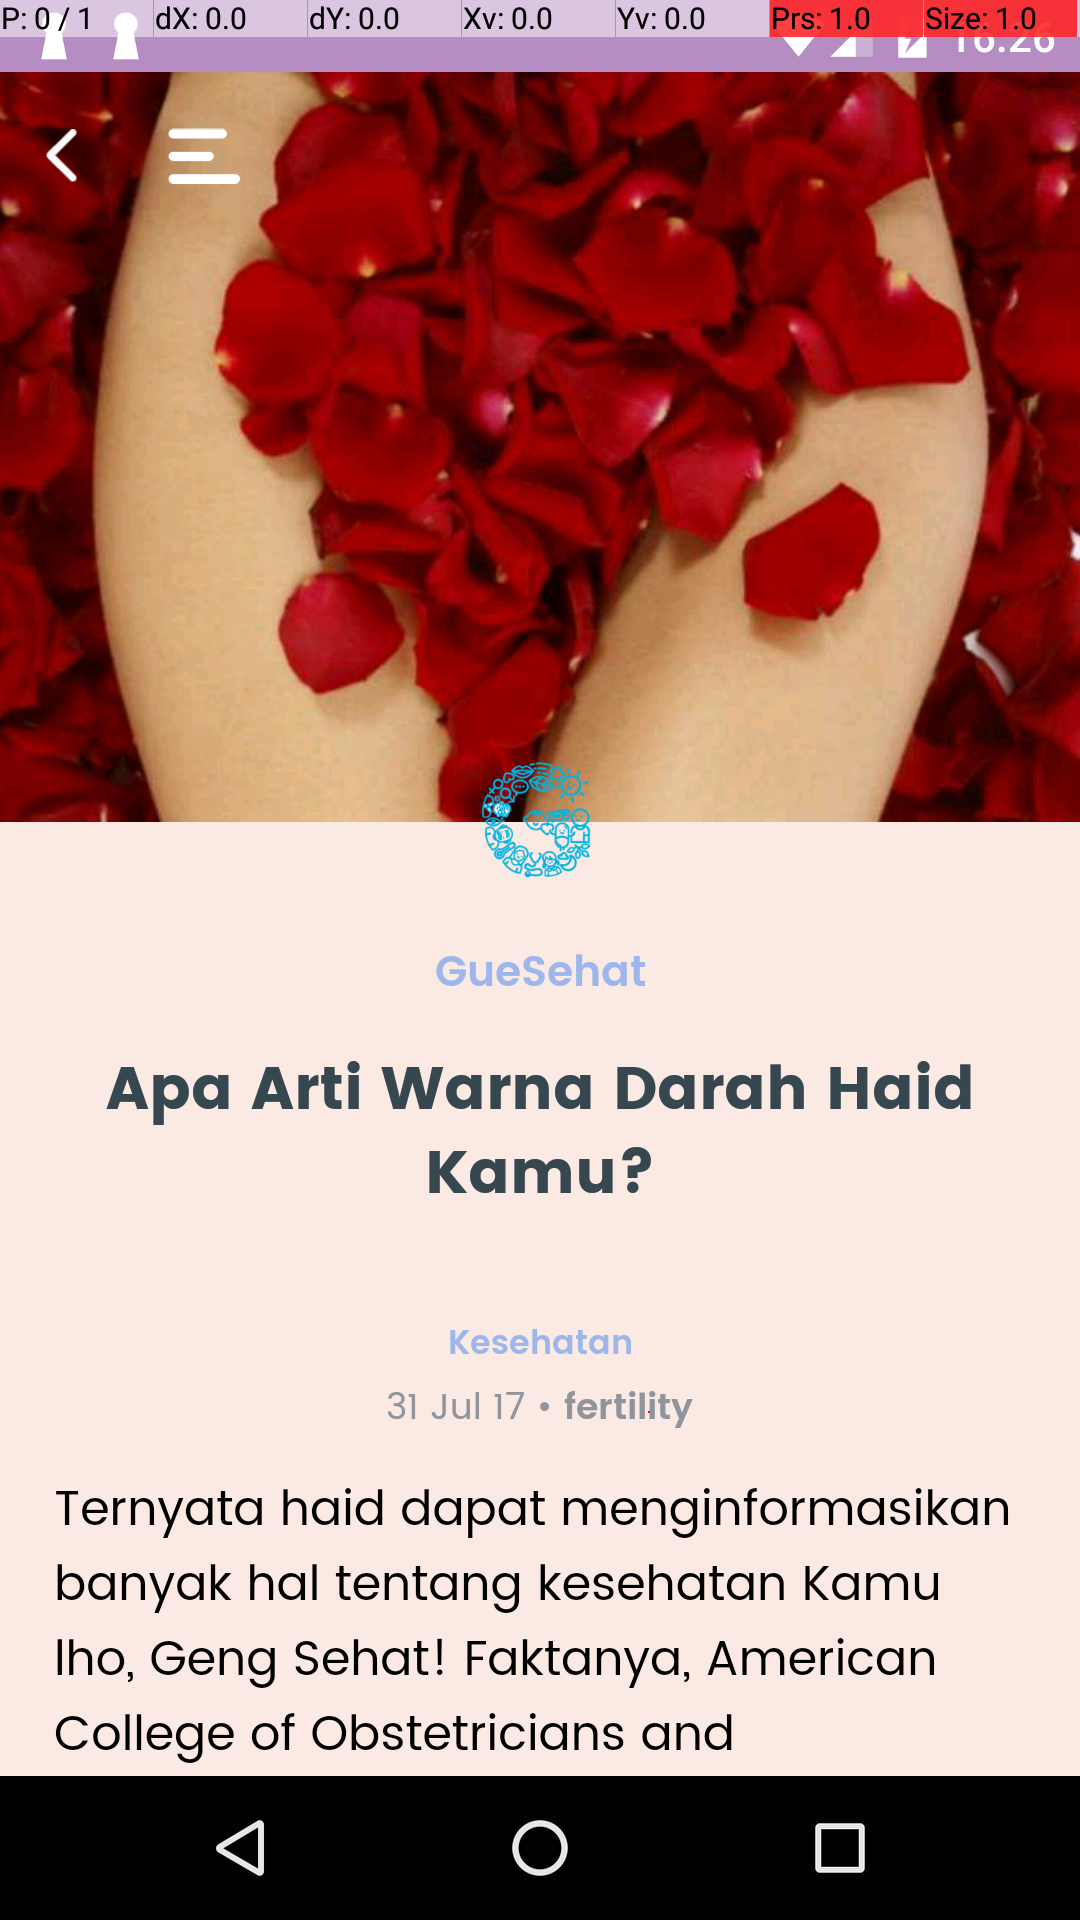 P: 0 / 1 dX: 0.0 dY: 0.0 Xv: 0.0 Yv: 0.0 Prs: 1.0 Size: 1.0
16:26
GueSehat
Apa Arti Warna Darah Haid
Kamu?
Kesehatan
31 Jul 17 • fertility
Ternyata haid dapat menginformasikan
banyak hal tentang kesehatan Kamu
lho, Geng Sehat! Faktanya, American
College of Obstetricians and